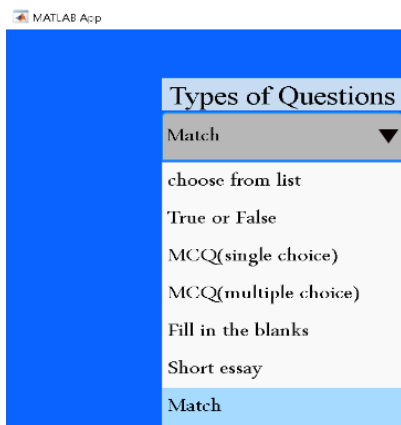 MATLAB App
Types of Questions
Match
choose from list
True or False
MCQ(single choice)
MCQ(multiple choice)
Fill in the blanks
Short essay
Match